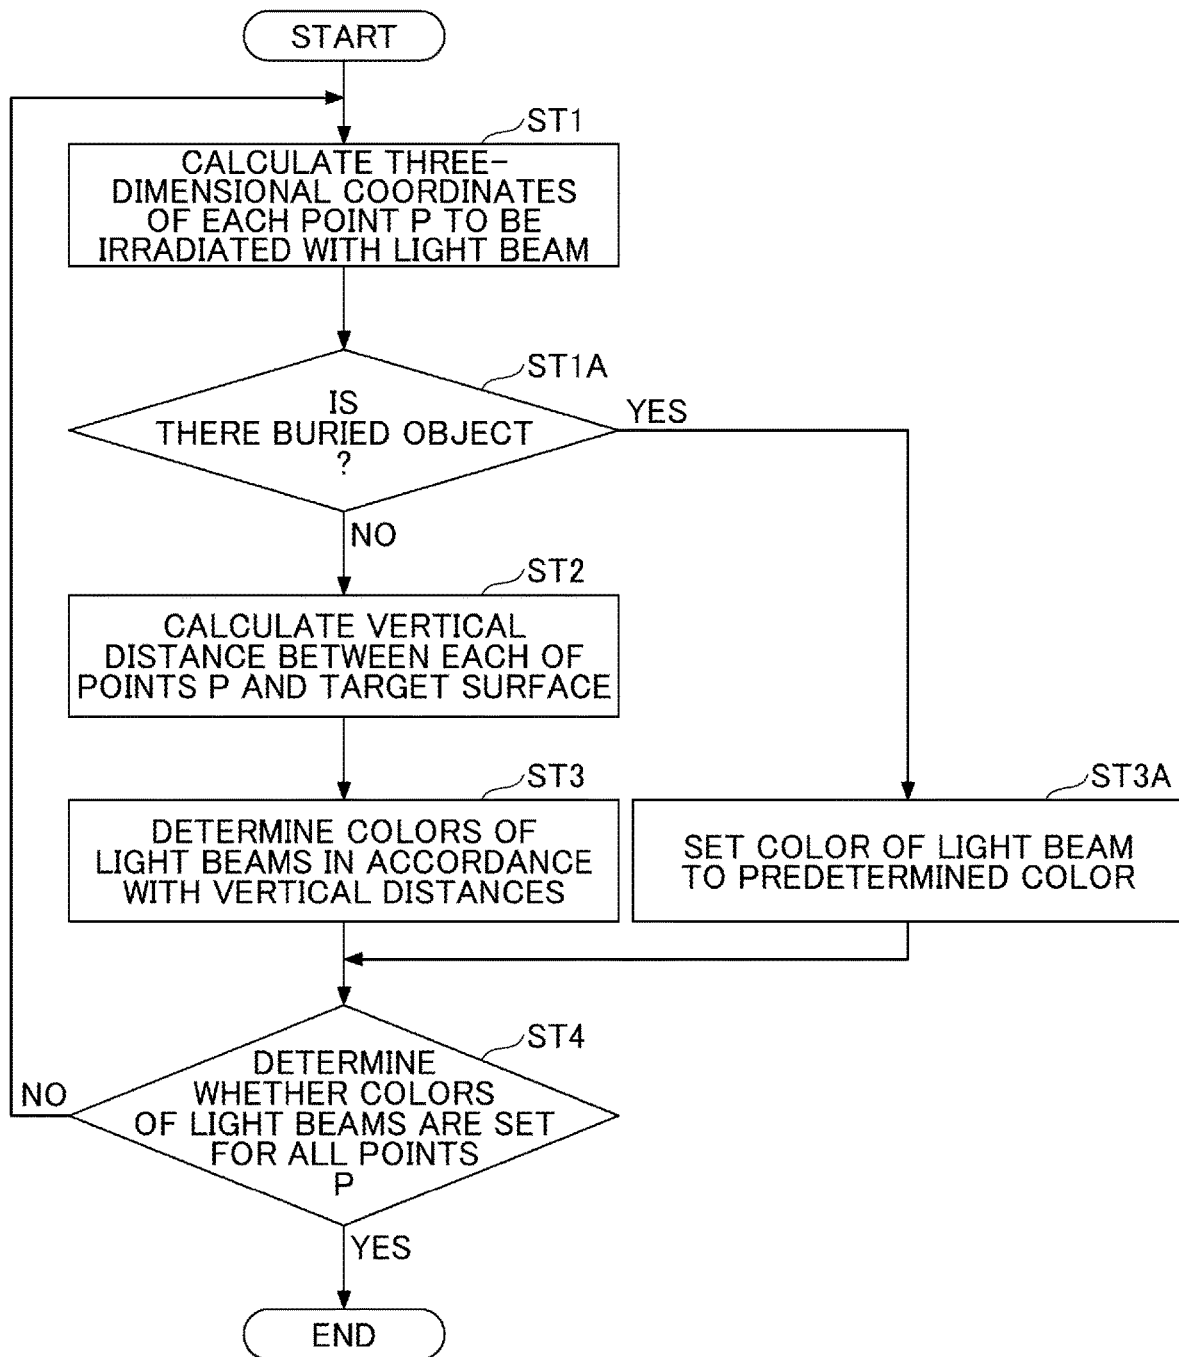 START
ST1
CALCULATE THREE-
DIMENSIONAL COORDINATES
OF EACH POINT P TO BE
IRRADIATED WITH LIGHT BEAM
ST1A
IS
THERE BURIED OBJECT
?
YES
NO
ST2
CALCULATE VERTICAL
DISTANCE BETWEEN EACH OF
POINTS P AND TARGET SURFACE
ST3
DETERMINE COLORS OF
LIGHT BEAMS IN ACCORDANCE
WITH VERTICAL DISTANCES
ST3A
SET COLOR OF LIGHT BEAM
TO PREDETERMINED COLOR
ST4
DETERMINE
WHETHER COLORS
OF LIGHT BEAMS ARE SET
FOR ALL POINTS
P
NO
YES
END